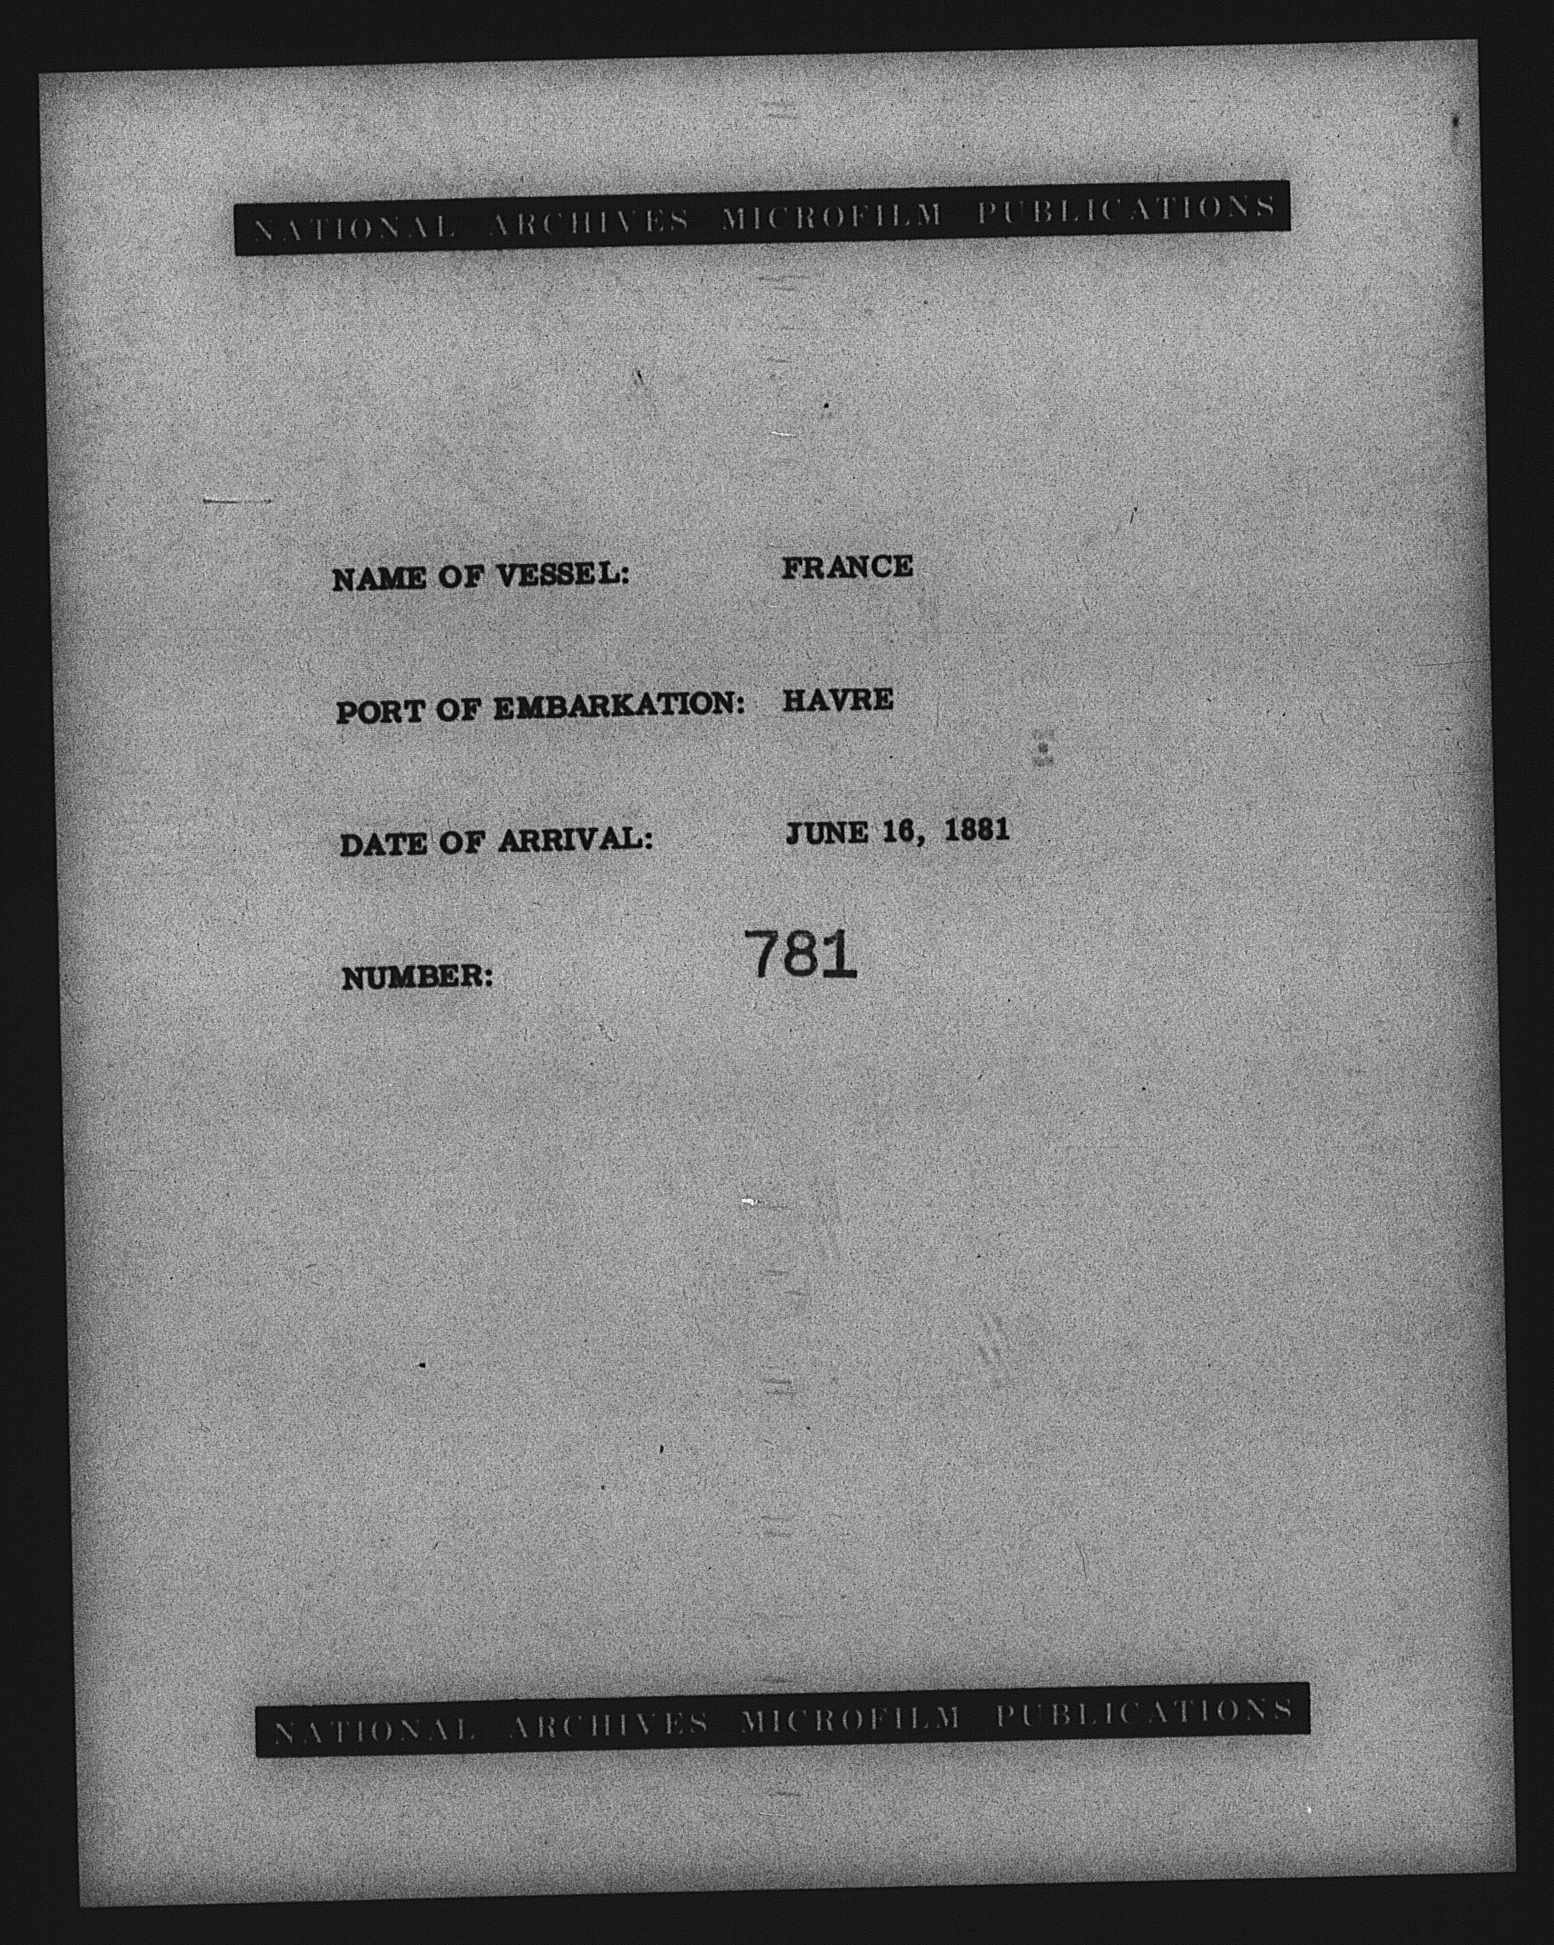 NATIONAL ARCHIVES MICROFILM PUBLICATIONS
NAME OF VESSEL: FRANCE
PORT OF EMBARKATION: HAVRE
DATE OF ARRIVAL: JUNE 16, 1881
NUMBER: 781
NATIONAL ARCHIVES MICROFILM PUBLICATIONS